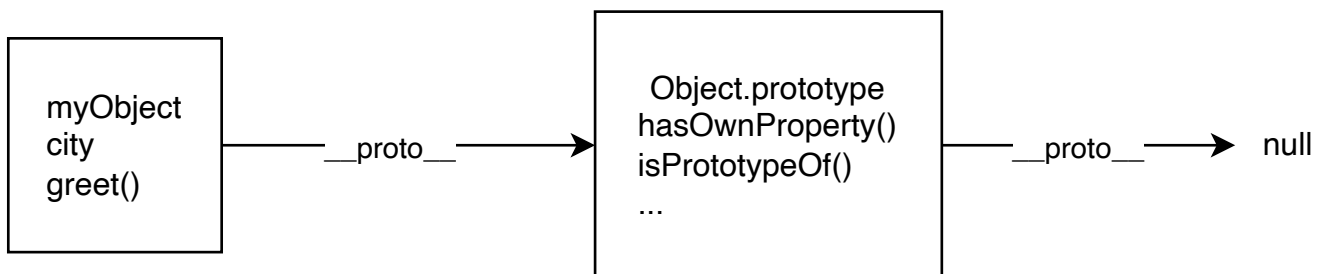 myObject
city
greet()
__proto__
Object.prototype
hasOwnProperty()
isPrototypeOf()
...
__proto__
null